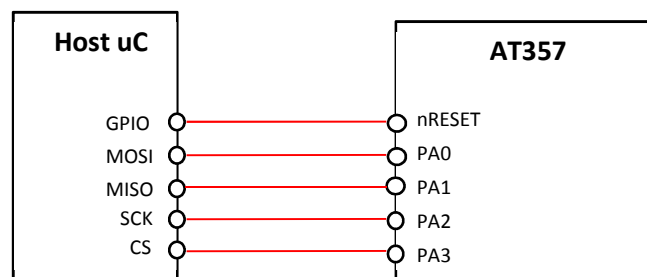 Host uC
AT357
GPIO
nRESET
MOSI
PA0
MISO
PA1
SCK
PA2
CS
PA3